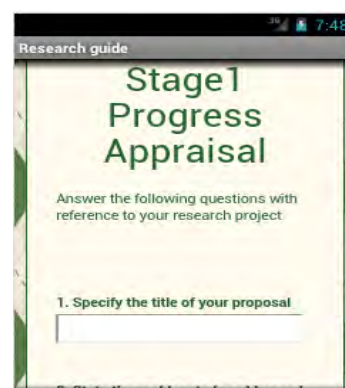 3G 7:48
Research guide
Stage1
Progress
Appraisal
Answer the following questions with
reference to your research project
1. Specify the title of your proposal